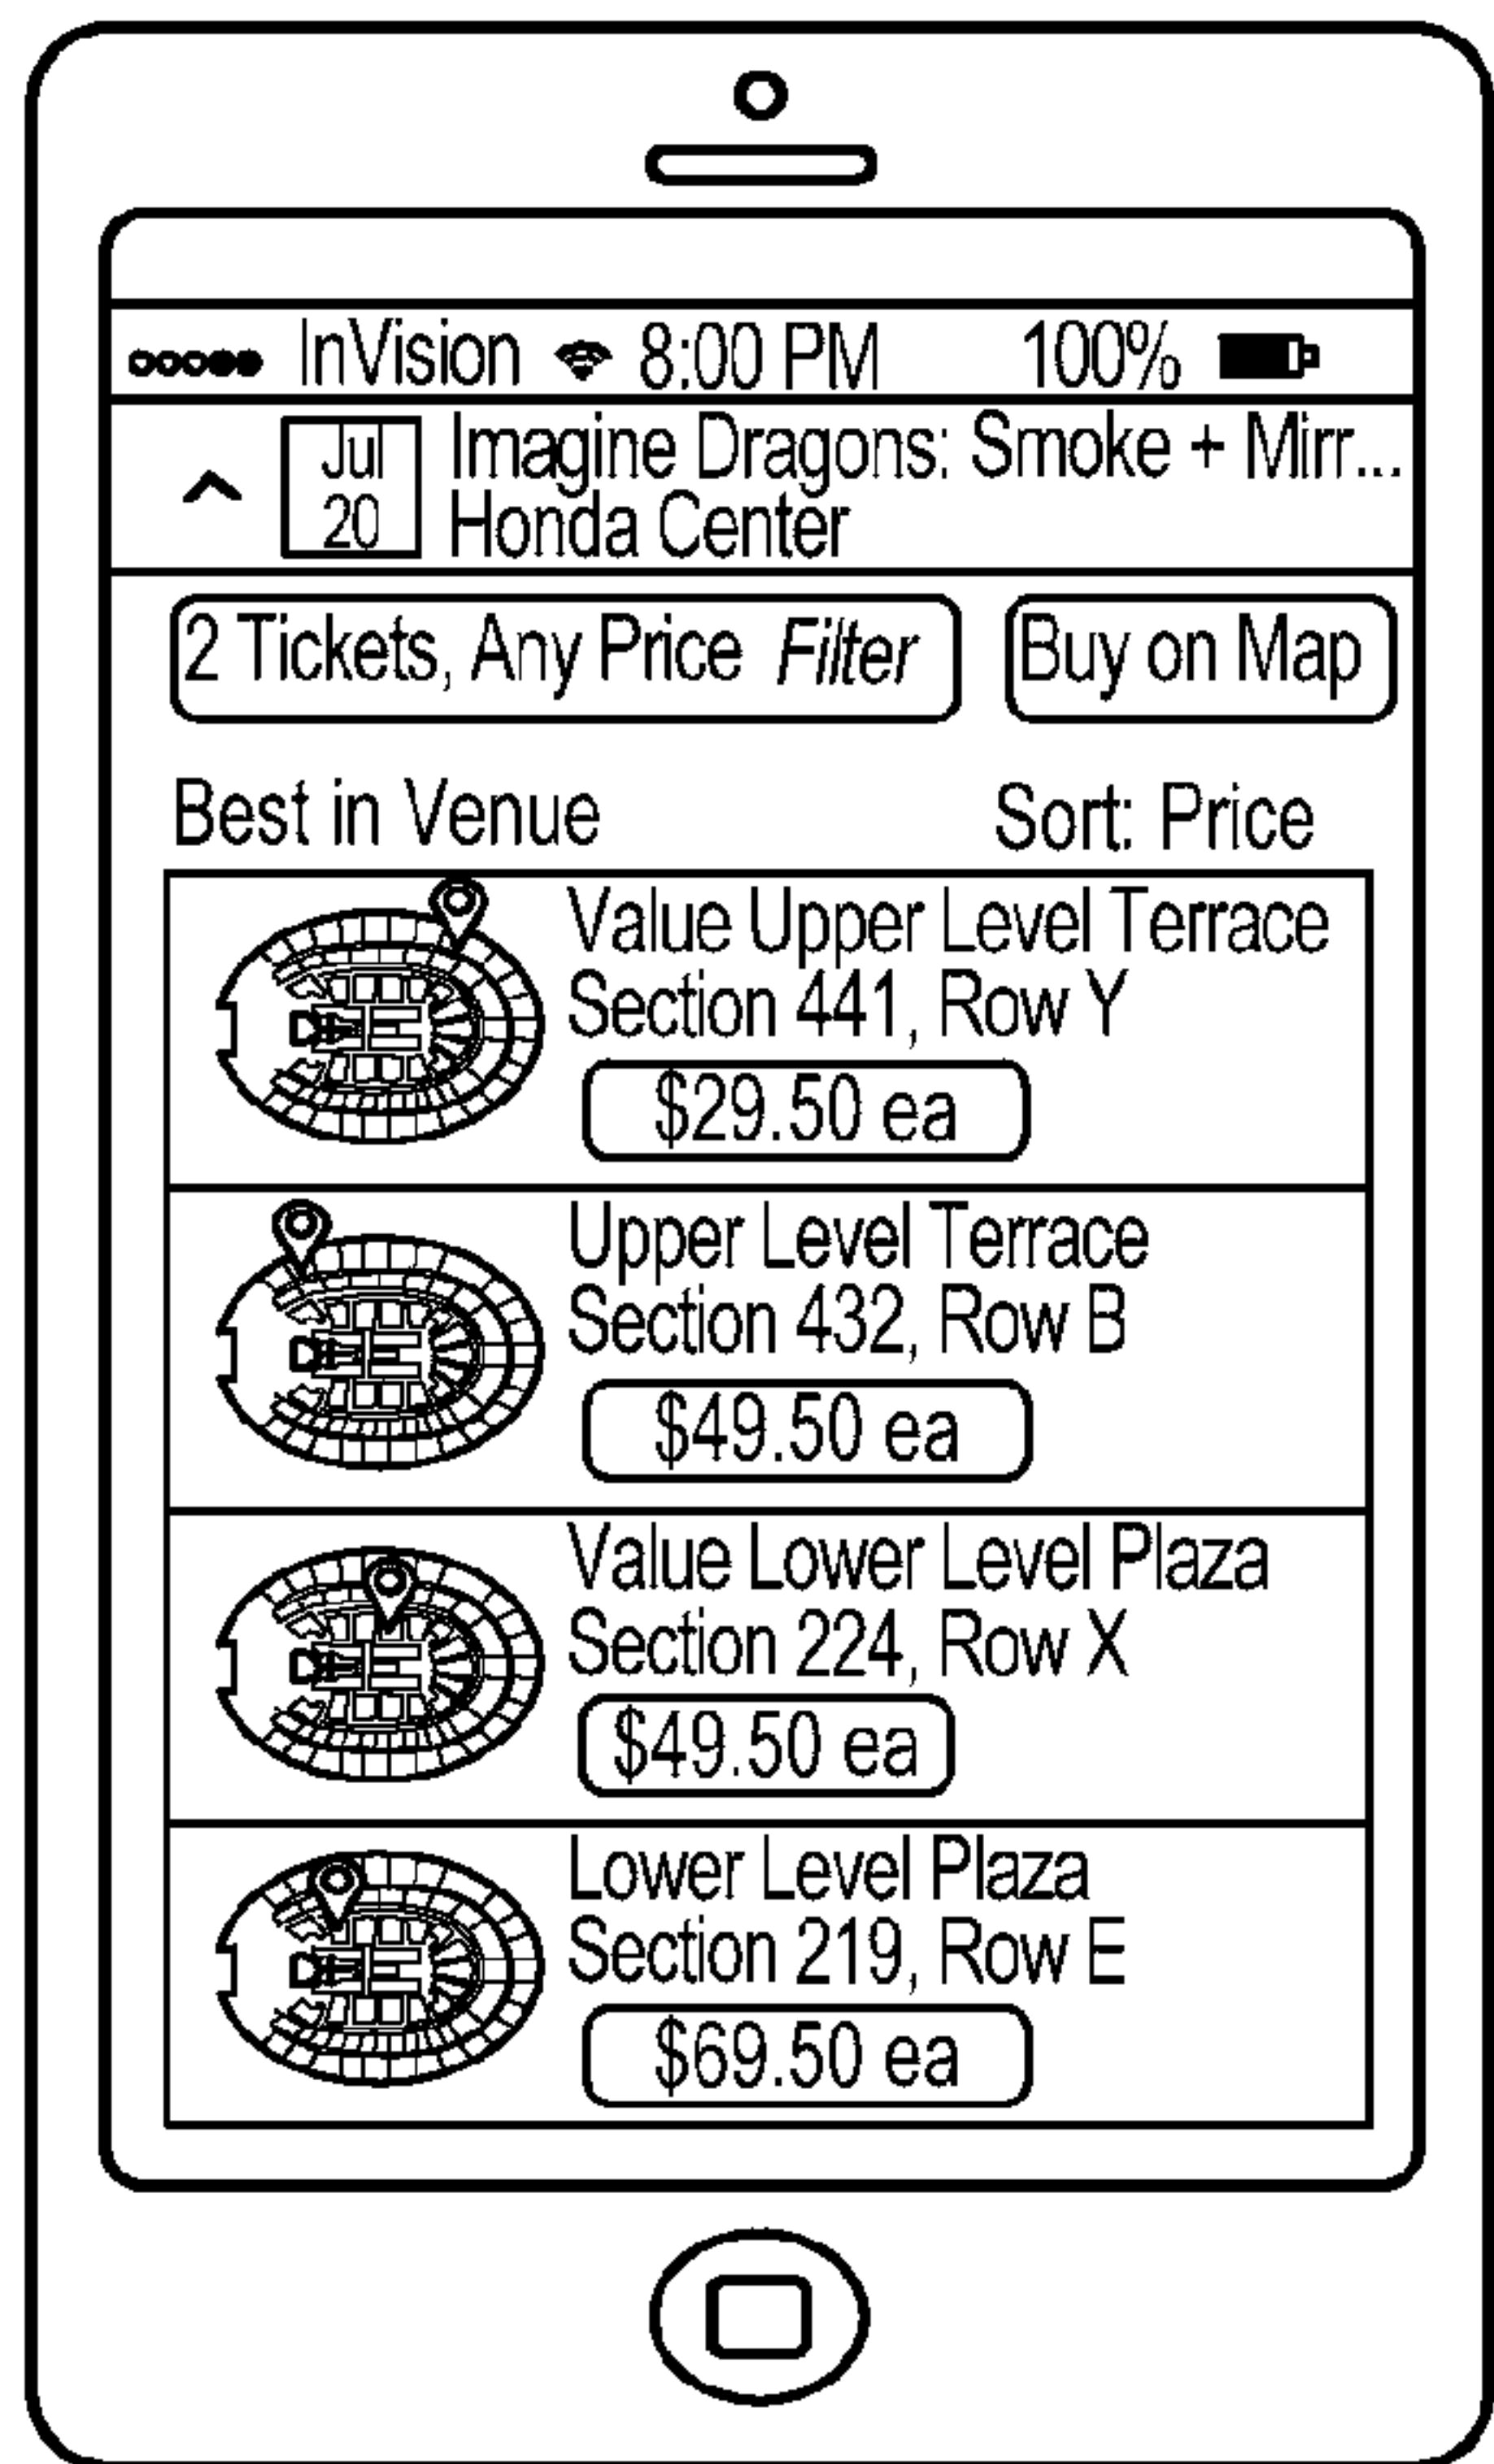 InVision 8:00 PM 100%
Jul
20
Imagine Dragons: Smoke + Mirr...
Honda Center
2 Tickets, Any Price Filter
Buy on Map
Best in Venue
Sort: Price
Value Upper Level Terrace
Section 441, Row Y
$29.50 ea
Upper Level Terrace
Section 432, Row B
$49.50 ea
Value Lower Level Plaza
Section 224, Row X
$49.50 ea
Lower Level Plaza
Section 219, Row E
$69.50 ea